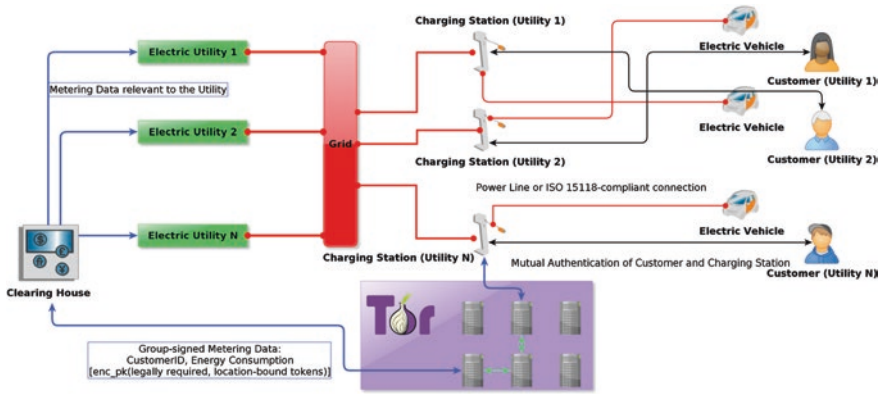 Charging Station (Utility 1)
Electric Utility 1
Electric Vehicle
Customer (Utility 1)
Metering Data relevant to the Utility
Electric Utility 2
Grid
Charging Station (Utility 2)
Electric Vehicle
Customer (Utility 2)
Power Line or ISO 15118-compliant connection
Electric Utility N
Electric Vehicle
Charging Station (Utility N)
Mutual Authentication of Customer and Charging Station
Customer (Utility N)
Clearing House
Tor
Group-signed Metering Data:
CustomerID, Energy Consumption
[enc_pk(legally required, location-bound tokens)]